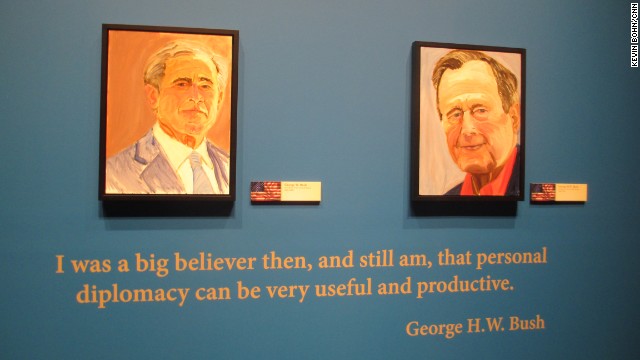 KEVIN BOHN/CNN
I was a big believer then, and still am, that personal
diplomacy can be very useful and productive.
George H.W. Bush